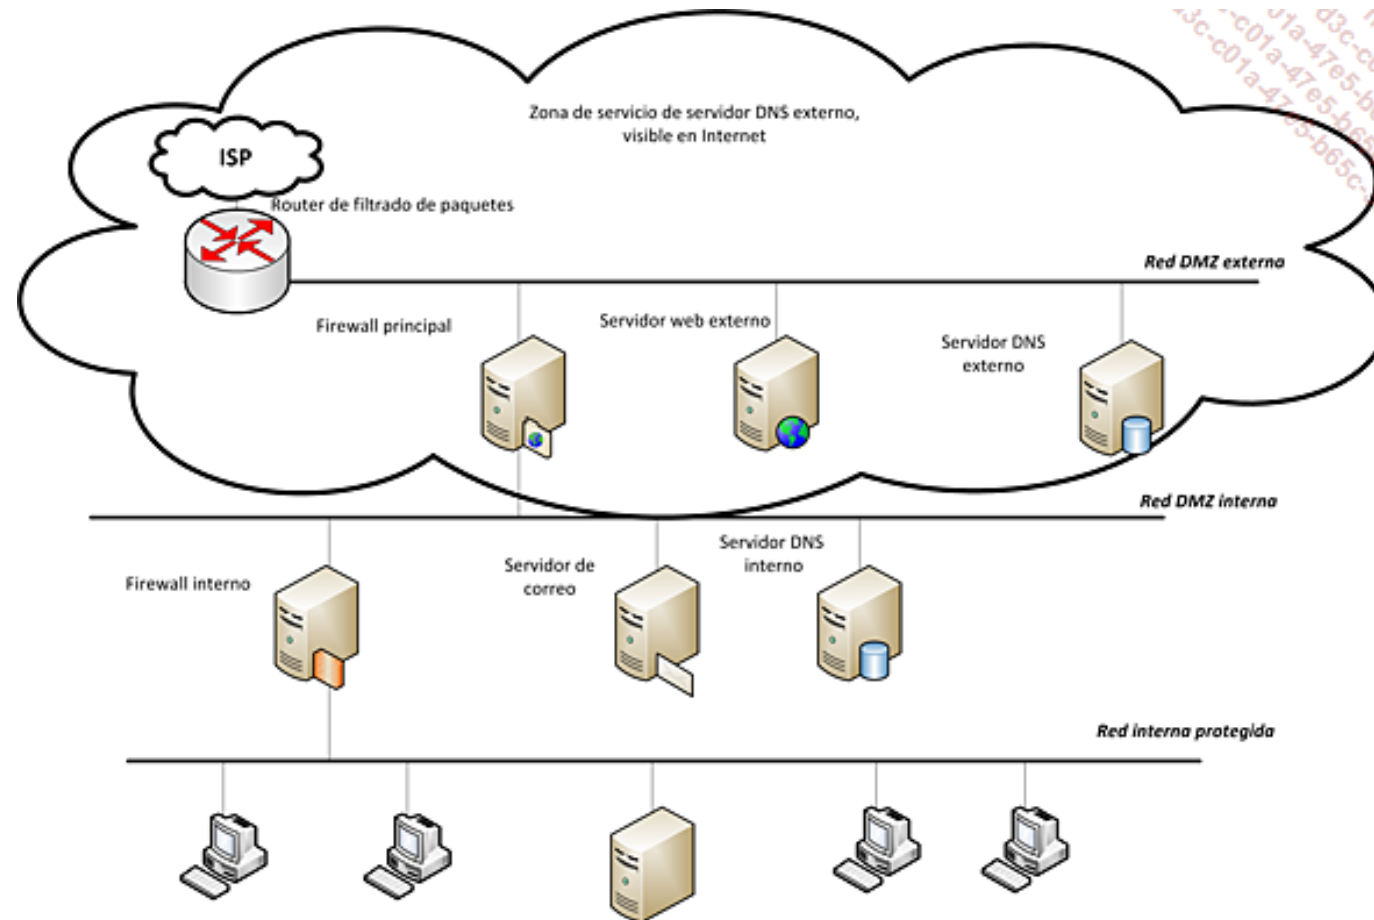 Zona de servicio de servidor DNS externo,
visible en Internet
ISP
Router de filtrado de paquetes
Red DMZ externa
Firewall principal
Servidor web externo
Servidor DNS
externo
Red DMZ interna
Firewall interno
Servidor de
correo
Servidor DNS
interno
Red interna protegida